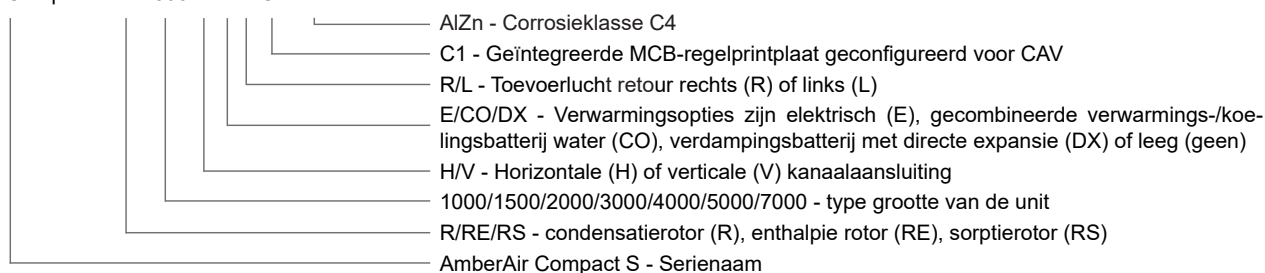 AlZn - Corrosieklasse C4
C1 - Geïntegreerde MCB-regelprintplaat geconfigureerd voor CAV
R/L - Toevoerlucht retour rechts (R) of links (L)
E/CO/DX - Verwarmingsopties zijn elektrisch (E), gecombineerde verwarmings-/koe-
lingsbatterij water (CO), verdampingsbatterij met directe expansie (DX) of leeg (geen)
H/V - Horizontale (H) of verticale (V) kanaalaansluiting
1000/1500/2000/3000/4000/5000/7000 - type grootte van de unit
R/RE/RS - condensatierotor (R), enthalpie rotor (RE), sorptierotor (RS)
AmberAir Compact S - Serienaam